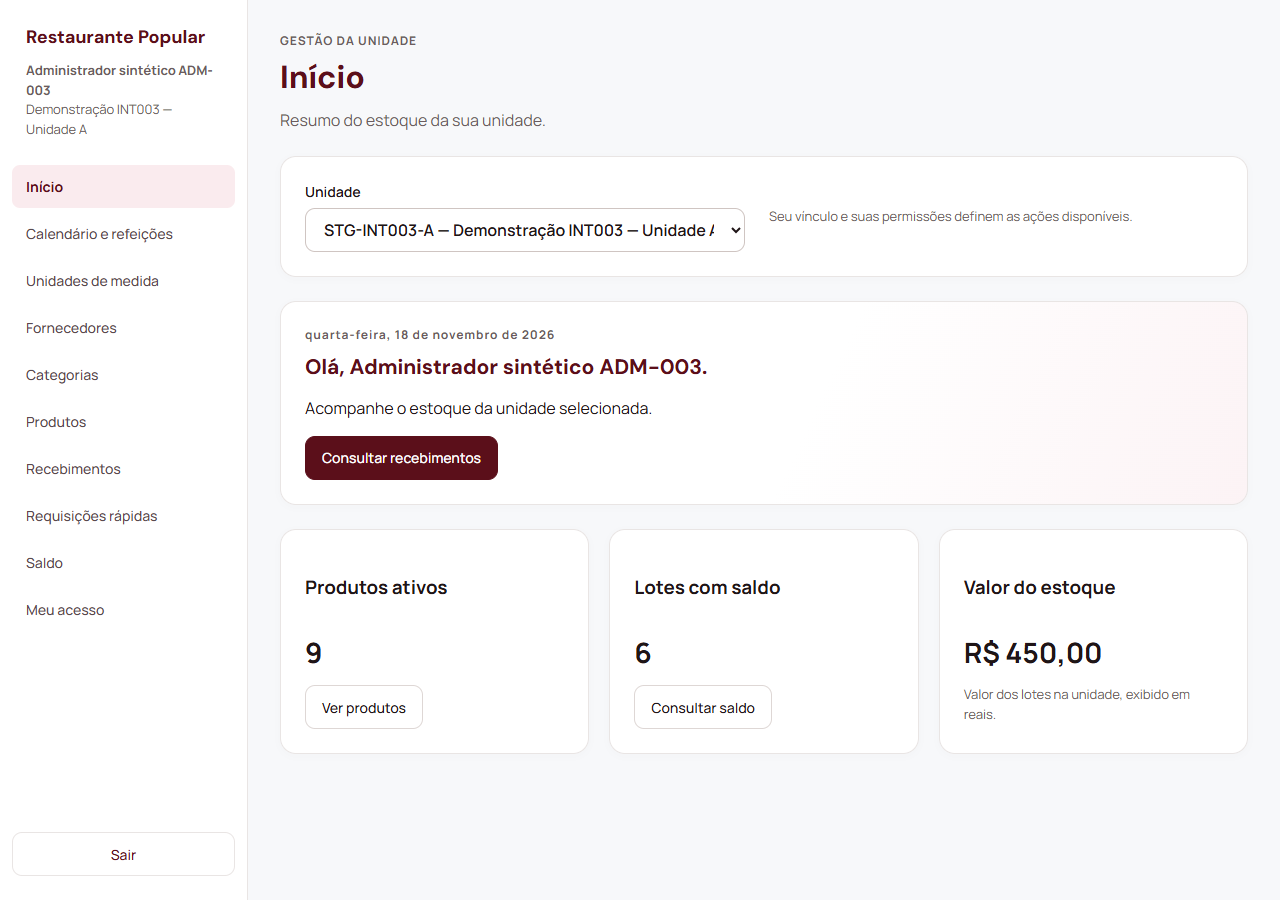 Restaurante Popular
Administrador sintético ADM-
003
Demonstração INT003 —
Unidade A
Início
Calendário e refeições
Unidades de medida
Fornecedores
Categorias
Produtos
Recebimentos
Requisições rápidas
Saldo
Meu acesso
Sair
GESTÃO DA UNIDADE
Início
Resumo do estoque da sua unidade.
Unidade
STG-INT003-A — Demonstração INT003 — Unidade A
Seu vínculo e suas permissões definem as ações disponíveis.
quarta-feira, 18 de novembro de 2026
Olá, Administrador sintético ADM-003.
Acompanhe o estoque da unidade selecionada.
Consultar recebimentos
Produtos ativos
9
Ver produtos
Lotes com saldo
6
Consultar saldo
Valor do estoque
R$ 450,00
Valor dos lotes na unidade, exibido em
reais.